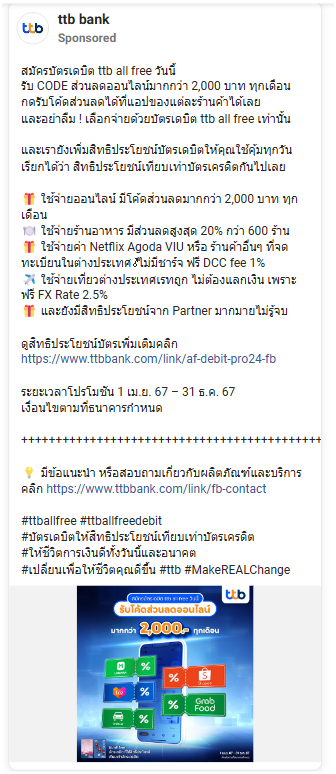 ttb bank
Sponsored
สมัครบัตรเดบิต ttb all free วันนี้
รับ CODE ส่วนลดออนไลน์มากกว่า 2,000 บาท ทุกเดือน
กดรับโค้ดส่วนลดได้ที่แอปของแต่ละร้านค้าได้เลย
และอย่าลืม ! เลือกจ่ายด้วยบัตรเดบิต ttb all free เท่านั้น
และเรายังเพิ่มสิทธิประโยชน์บัตรเดบิตให้คุณใช้คุ้มทุกวัน
เรียกได้ว่า สิทธิประโยชน์เทียบเท่าบัตรเครดิตกันไปเลย
🎁 ใช้จ่ายออนไลน์ มีโค้ดส่วนลดมากกว่า 2,000 บาท ทุก
เดือน
🍽️ ใช้จ่ายร้านอาหาร มีส่วนลดสูงสุด 20% กว่า 600 ร้าน
🎁 ใช้จ่ายค่า Netflix Agoda VIU หรือ ร้านค้าอื่นๆ ที่จด
ทะเบียนในต่างประเทศ ก็ไม่มีชาร์จ ฟรี DCC fee 1%
✈️ ใช้จ่ายเที่ยวต่างประเทศเรทถูก ไม่ต้องแลกเงิน เพราะ
ฟรี FX Rate 2.5%
🎁 และยังมีสิทธิประโยชน์จาก Partner มากมายไม่รู้จบ
ดูสิทธิประโยชน์บัตรเพิ่มเติมคลิก
https://www.ttbbank.com/link/af-debit-pro24-fb
ระยะเวลาโปรโมชัน 1 เม.ย. 67 – 31 ธ.ค. 67
เงื่อนไขตามที่ธนาคารกำหนด
++++++++++++++++++++++++++++++++++++++++++++
💡 มีข้อแนะนำ หรือสอบถามเกี่ยวกับผลิตภัณฑ์และบริการ
คลิก https://www.ttbbank.com/link/fb-contact
#ttballfree #ttballfreedebit
#บัตรเดบิตให้สิทธิประโยชน์เทียบเท่าบัตรเครดิต
#ให้ชีวิตการเงินดีทั้งวันนี้และอนาคต
#เปลี่ยนเพื่อให้ชีวิตคุณดีขึ้น #ttb #MakeREALChange
ttb
สมัครบัตรเดบิต ttb all free วันนี้
รับโค้ดส่วนลดออนไลน์
มากกว่า 2,000.- ทุกเดือน
%
%
%
%
Grab
Food